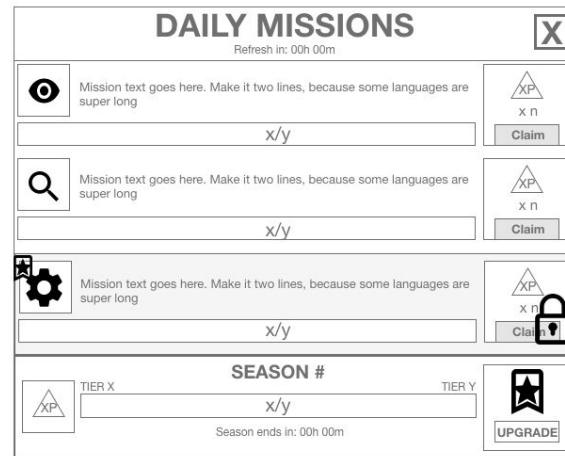 DAILY MISSIONS
X
Refresh in: 00h 00m
Mission text goes here. Make it two lines, because some languages are
super long
x/y
XP
x n
Claim
Mission text goes here. Make it two lines, because some languages are
super long
x/y
XP
x n
Claim
Mission text goes here. Make it two lines, because some languages are
super long
x/y
XP
x n
Claim
SEASON #
TIER X
TIER Y
XP
x/y
Season ends in: 00h 00m
UPGRADE